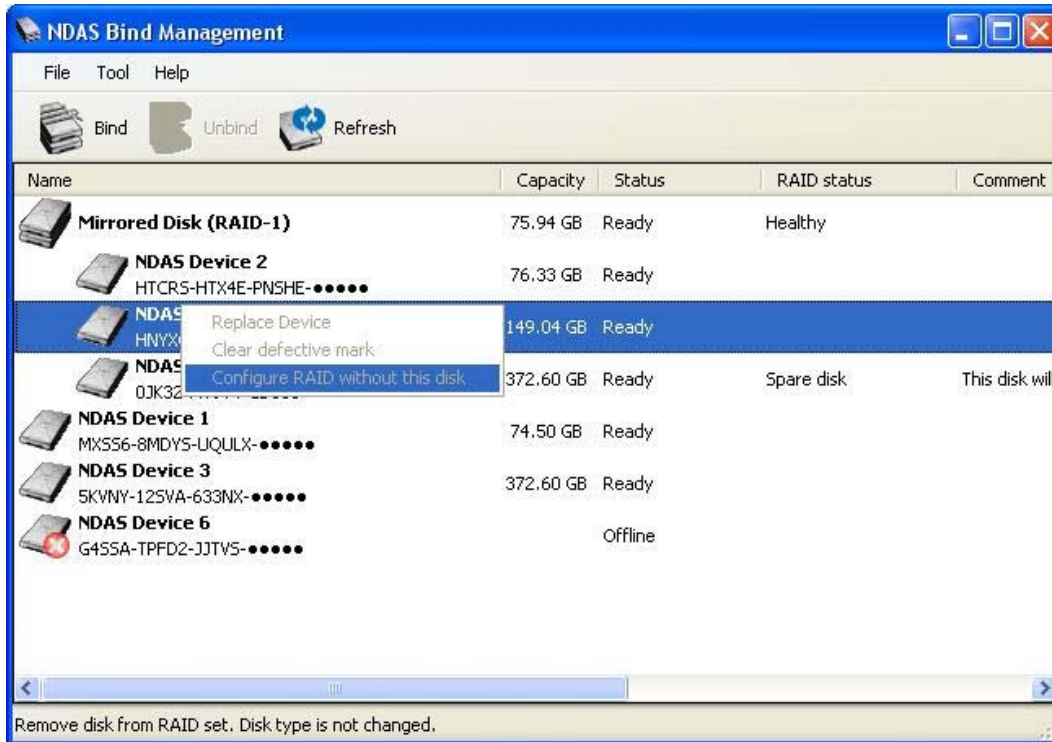 NDAS Bind Management
File Tool Help
Bind Unbind Refresh
Name Capacity Status RAID status Comment
Mirrored Disk (RAID-1) 75.94 GB Ready Healthy
NDAS Device 2
HTCRS-HTX4E-PNSHE-●●●●● 76.33 GB Ready
NDAS
HNYX 149.04 GB Ready
Replace Device
Clear defective mark
Configure RAID without this disk
NDAS
0JK3 372.60 GB Ready Spare disk This disk wil
NDAS Device 1
MXSS6-8MDYS-UQULX-●●●●● 74.50 GB Ready
NDAS Device 3
5KVNY-12SVA-633NX-●●●●● 372.60 GB Ready
NDAS Device 6
G4SSA-TPFD2-JJTVS-●●●●● Offline
Remove disk from RAID set. Disk type is not changed.